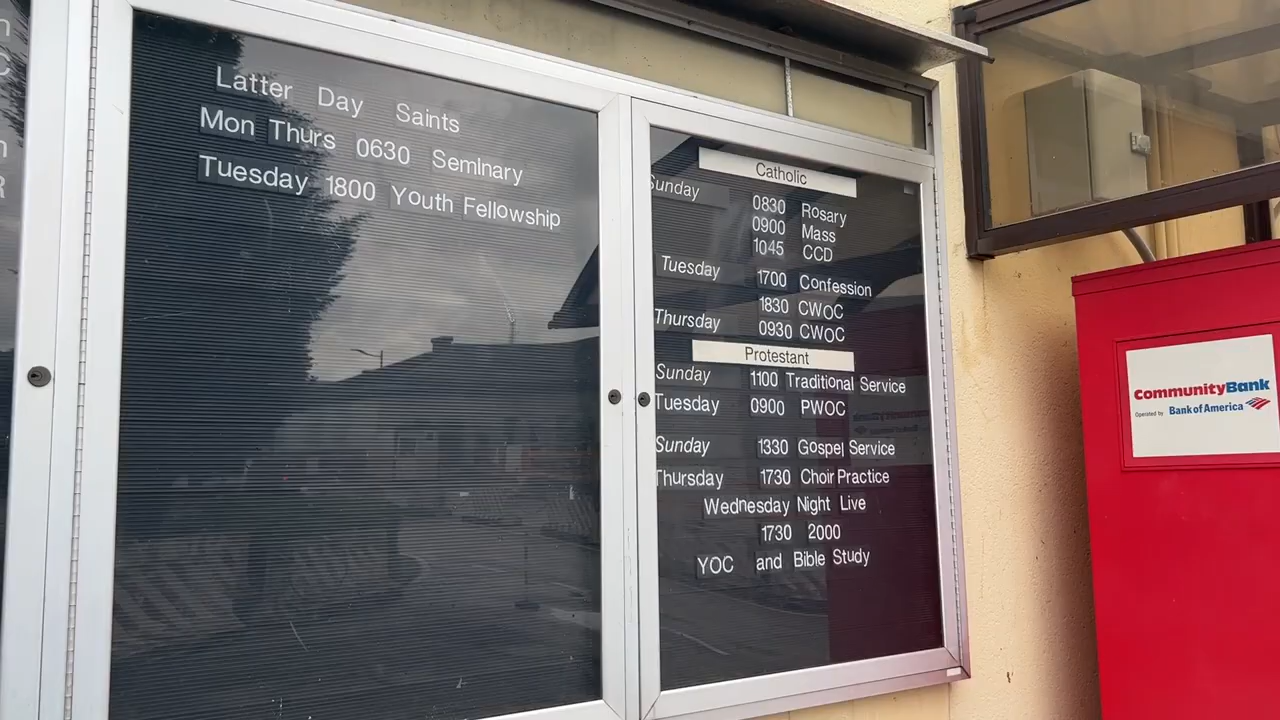 Latter Day Saints
Mon Thurs 0630 SemInary
Tuesday 1800 Youth FellowshIp
Catholic
Sunday 0830 Rosary
0900 Mass
1045 CCD
Tuesday 1700 Confession
1830 CWOC
Thursday 0930 CWOC
Protestant
Sunday 1100 Traditional Service
Tuesday 0900 PWOC
Sunday 1330 Gospel Service
Thursday 1730 Choir Practice
Wednesday Night Live
1730 2000
YOC and Bible Study
CommunityBank
Operated by Bank of America